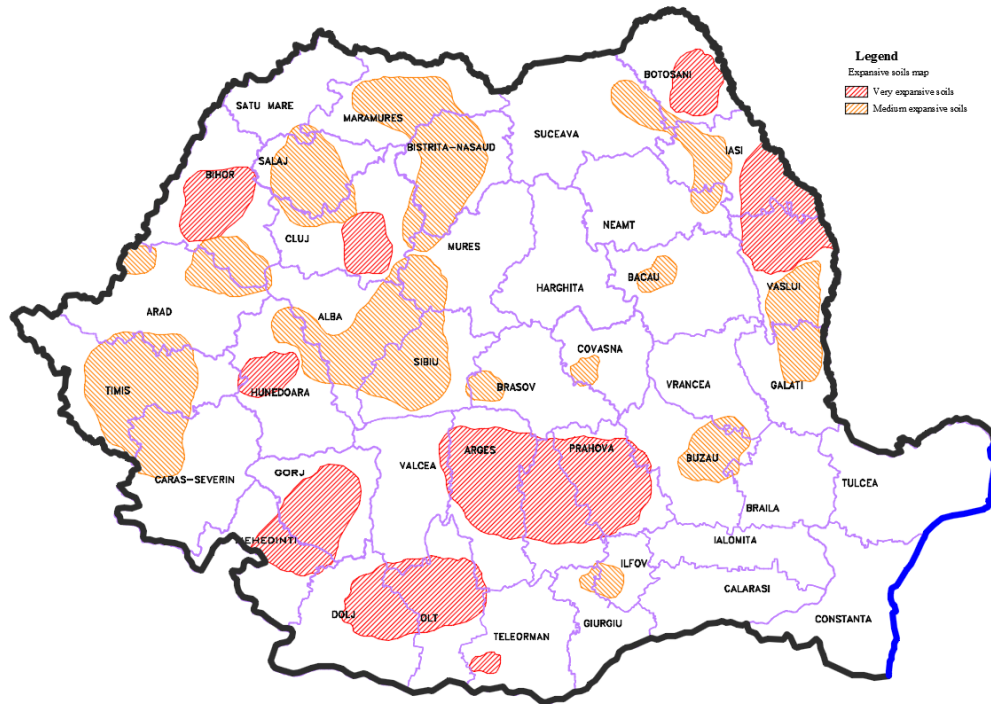 Legend
Expansive soils map
Very expansive soils
Medium expansive soils
BOTOSANI
SATU MARE
MARAMURES
SUCEAVA
BISTRITA-NASAUD
IASI
SALAJ
BIHOR
NEAMT
CLUJ
MURES
BACAU
HARGHITA
VASLUI
ARAD
ALBA
COVASNA
SIBIU
BRASOV
VRANCEA
GALATI
TIMIS
HUNEDOARA
ARGES
PRAHOVA
BUZAU
VALCEA
GORJ
CARAS-SEVERIN
TULCEA
BRAILA
MEHEDINTI
IALOMITA
ILFOV
CALARASI
DOLJ
OLT
GIURGIU
CONSTANTA
TELEORMAN